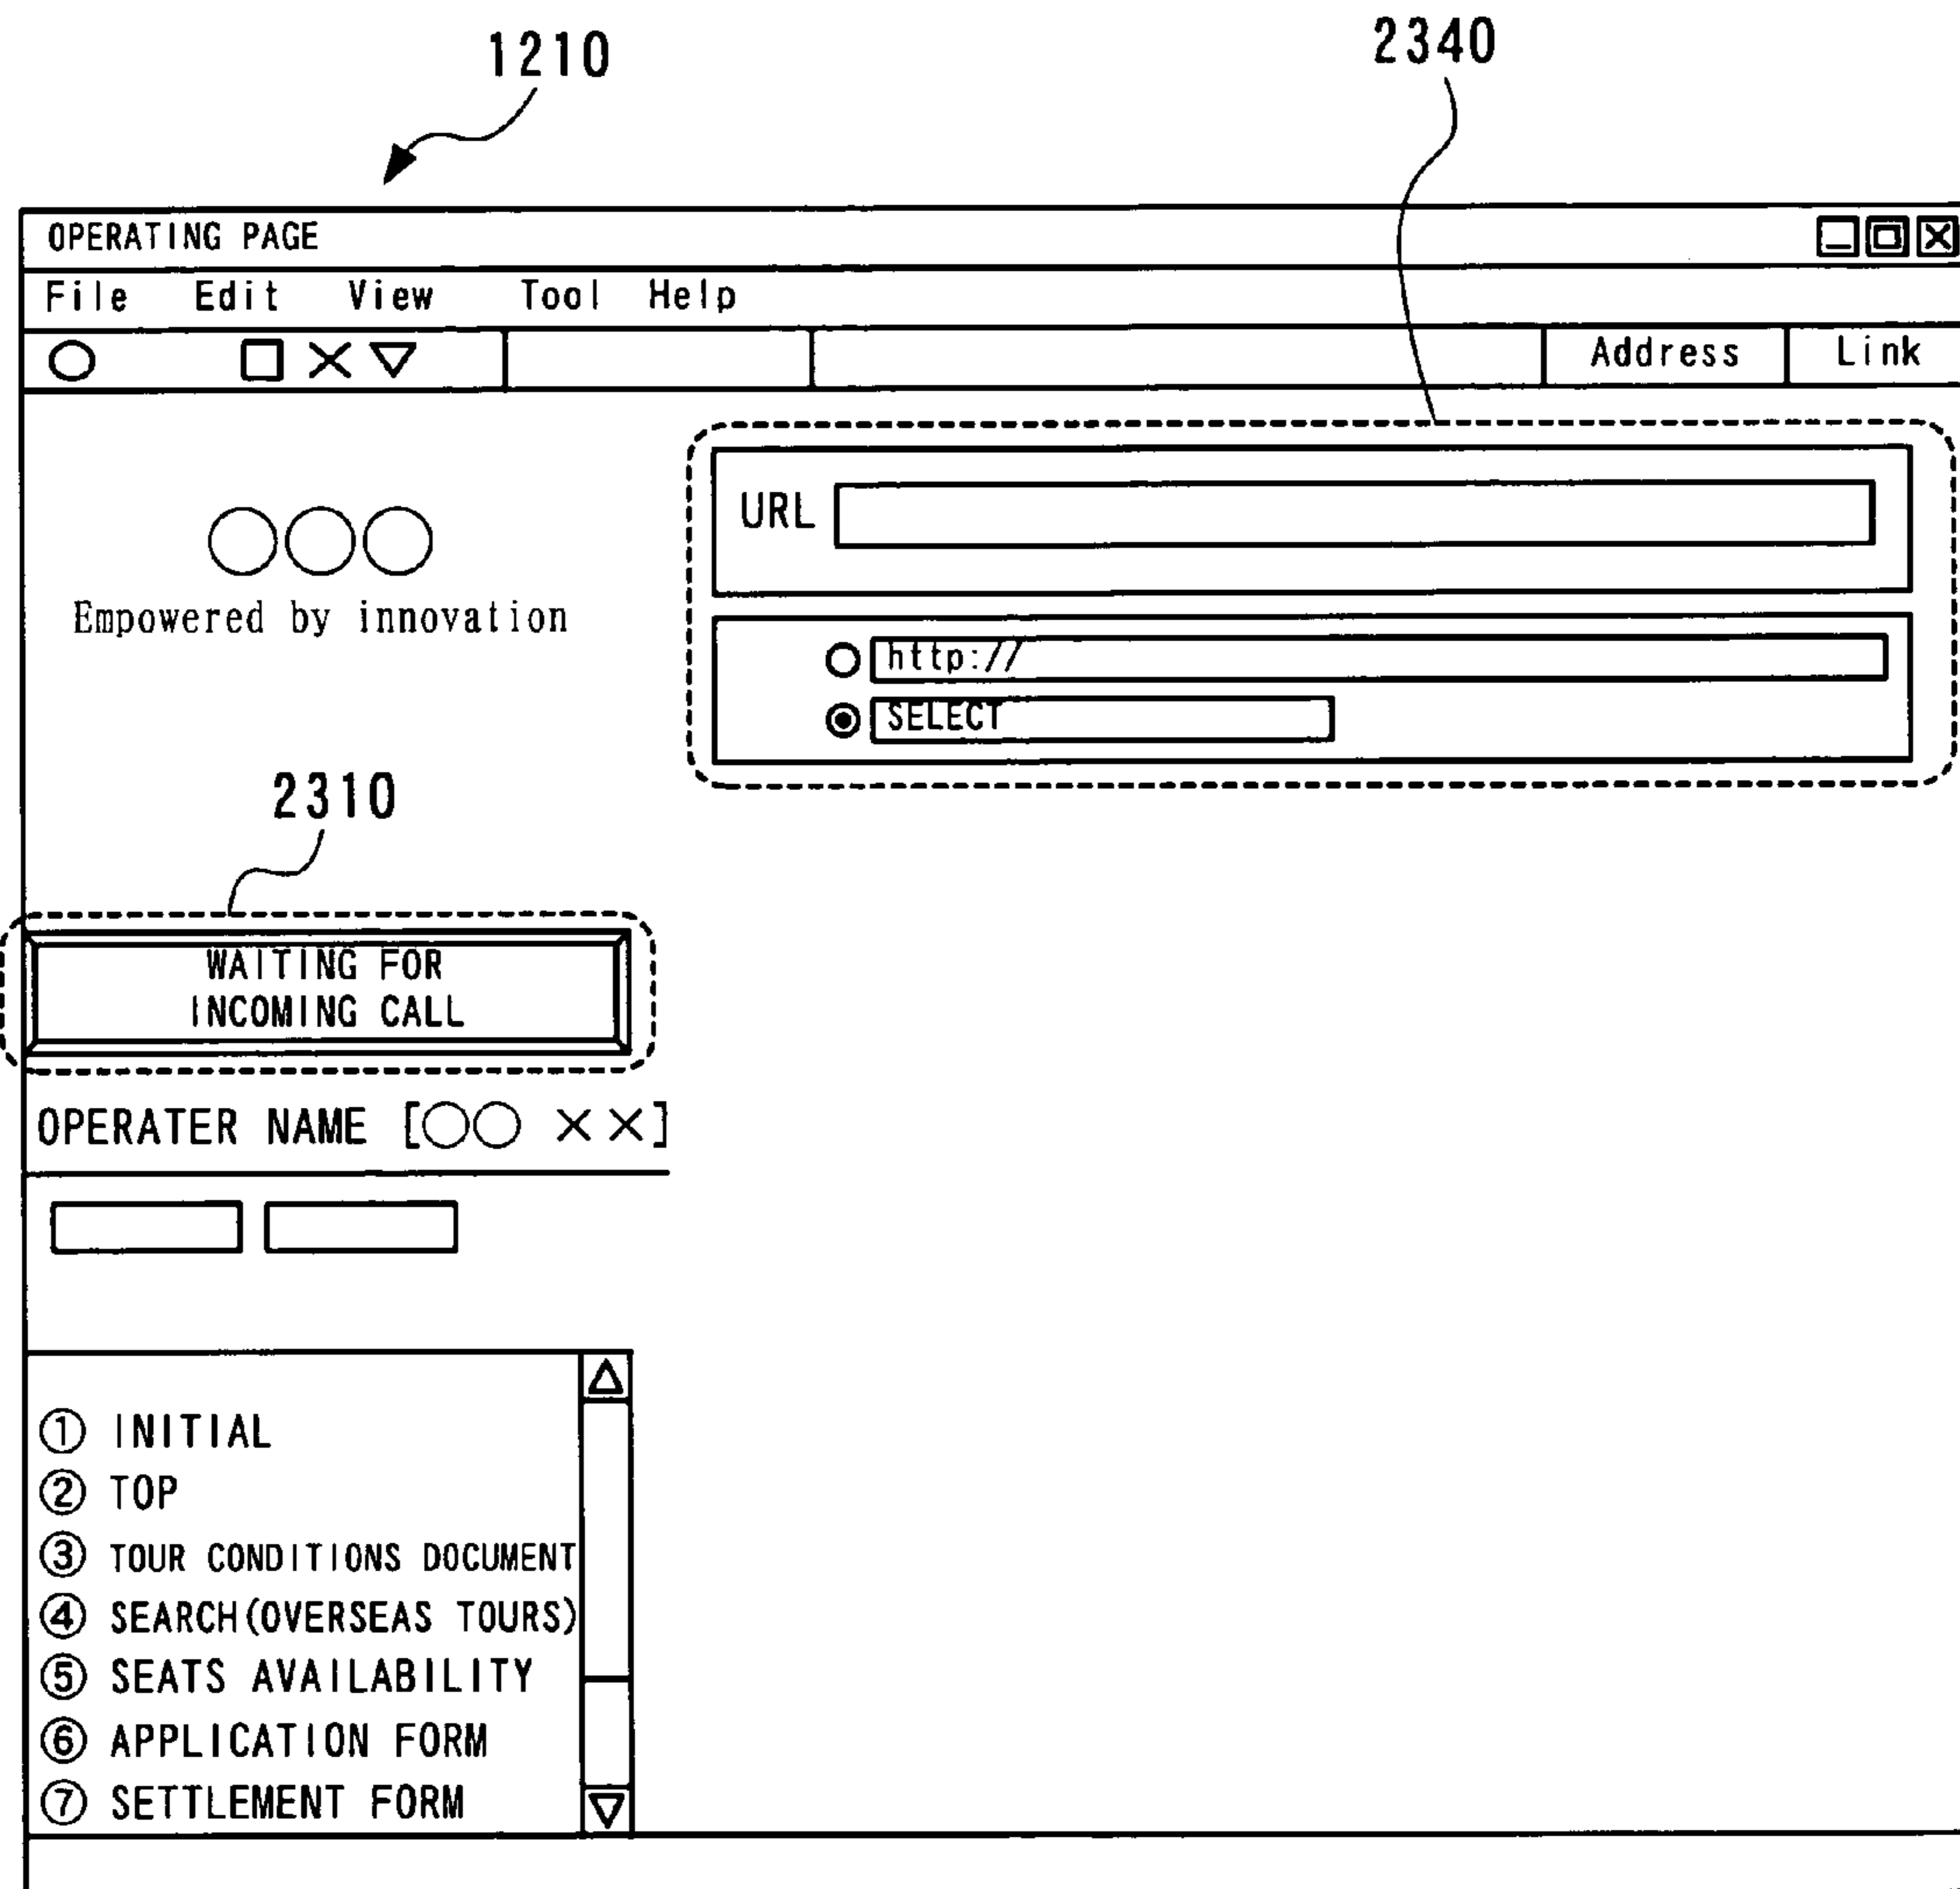 1210
2340
OPERATING PAGE
File Edit View Tool Help
Address Link
URL
Empowered by innovation
http://
SELECT
2310
WAITING FOR
INCOMING CALL
OPERATER NAME [○○ ××]
① INITIAL
② TOP
③ TOUR CONDITIONS DOCUMENT
④ SEARCH(OVERSEAS TOURS)
⑤ SEATS AVAILABILITY
⑥ APPLICATION FORM
⑦ SETTLEMENT FORM